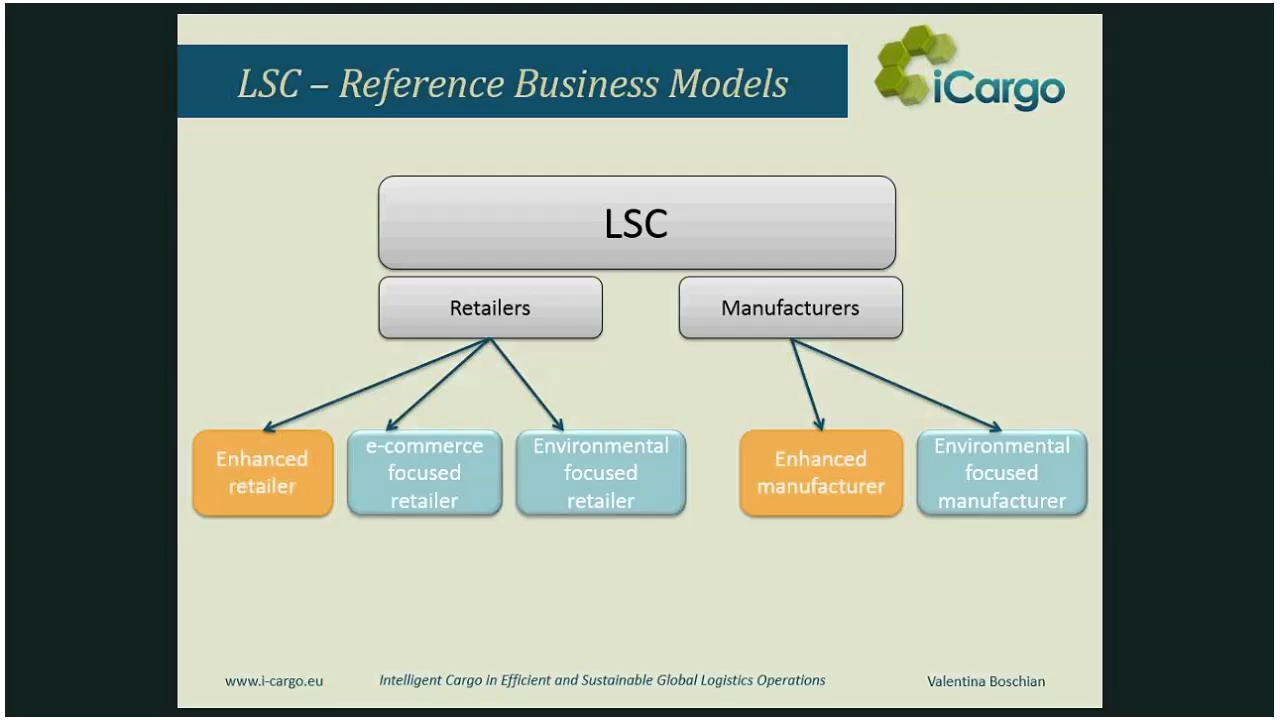 LSC – Reference Business Models
iCargo
LSC
Retailers
Manufacturers
Enhanced
retailer
e-commerce
focused
retailer
Environmental
focused
retailer
Enhanced
manufacturer
Environmental
focused
manufacturer
www.i-cargo.eu
Intelligent Cargo in Efficient and Sustainable Global Logistics Operations
Valentina Boschian